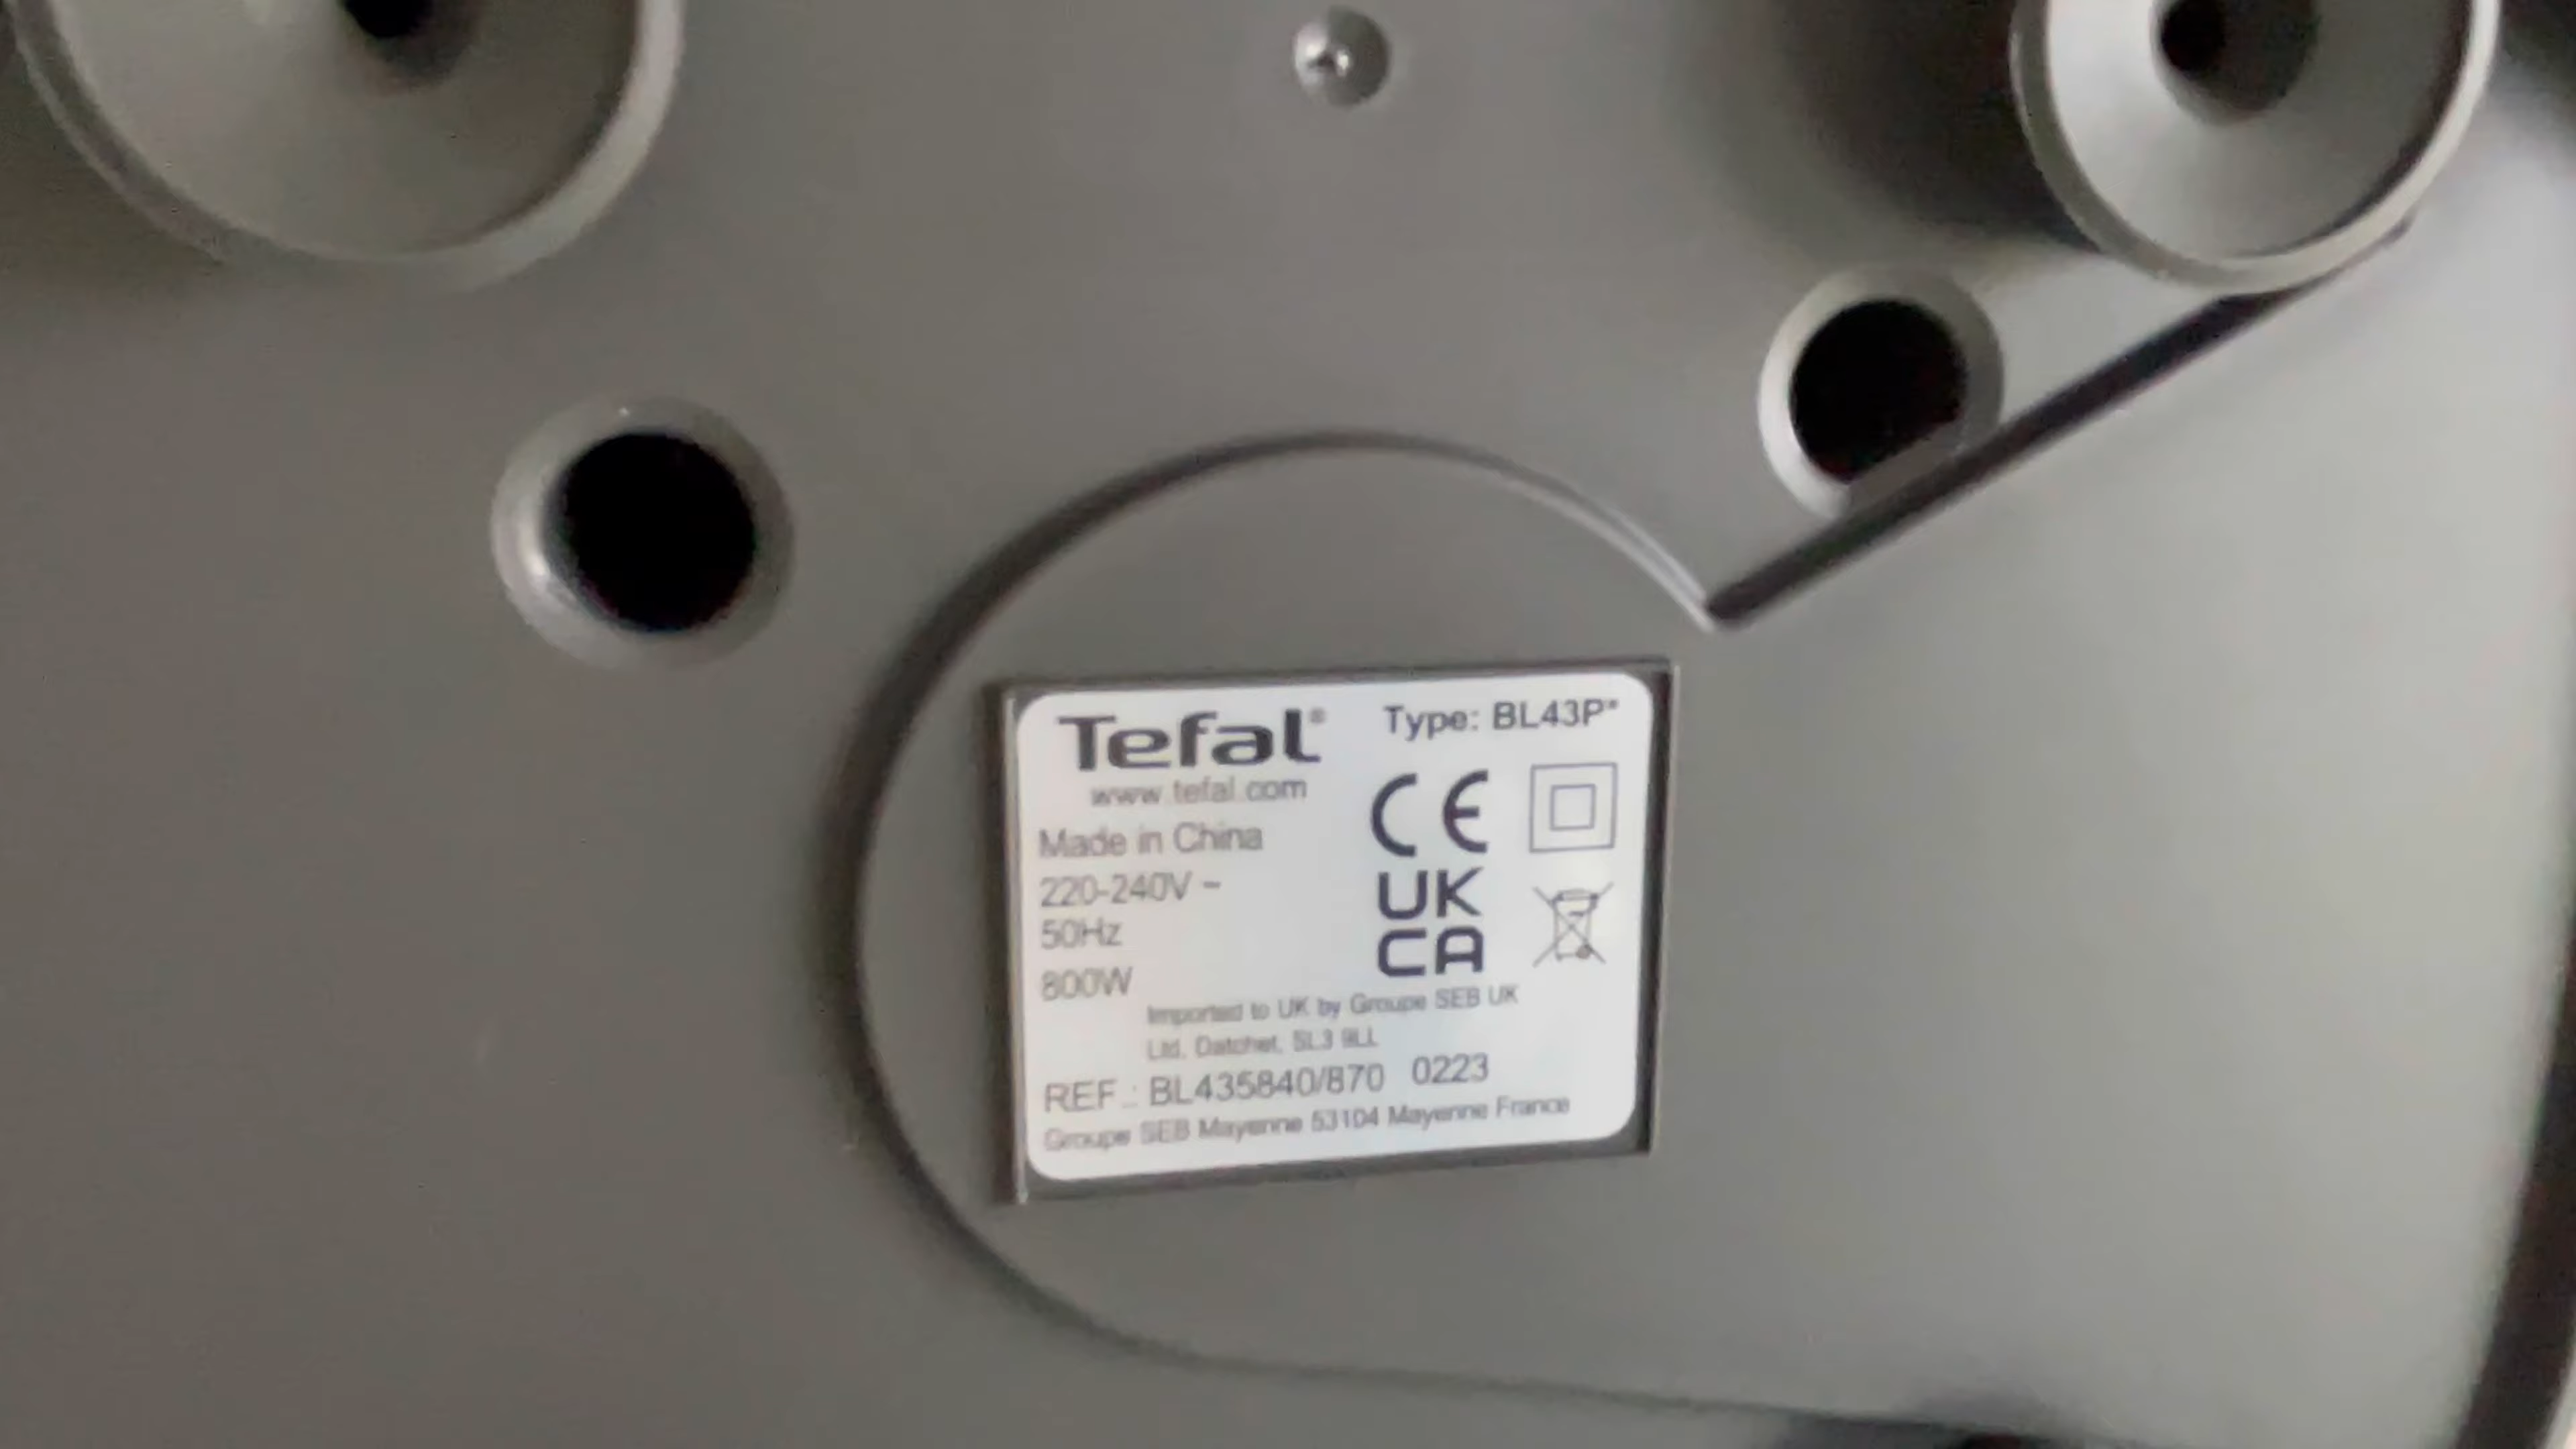 Tefal® Type: BL43P*
www.tefal.com
Made in China
220-240V ~
50Hz
800W
CE
UK
CA
Imported to UK by Groupe SEB UK
Ltd, Datchet, SL3 9LL
REF.: BL435840/870 0223
Groupe SEB Mayenne 53104 Mayenne France